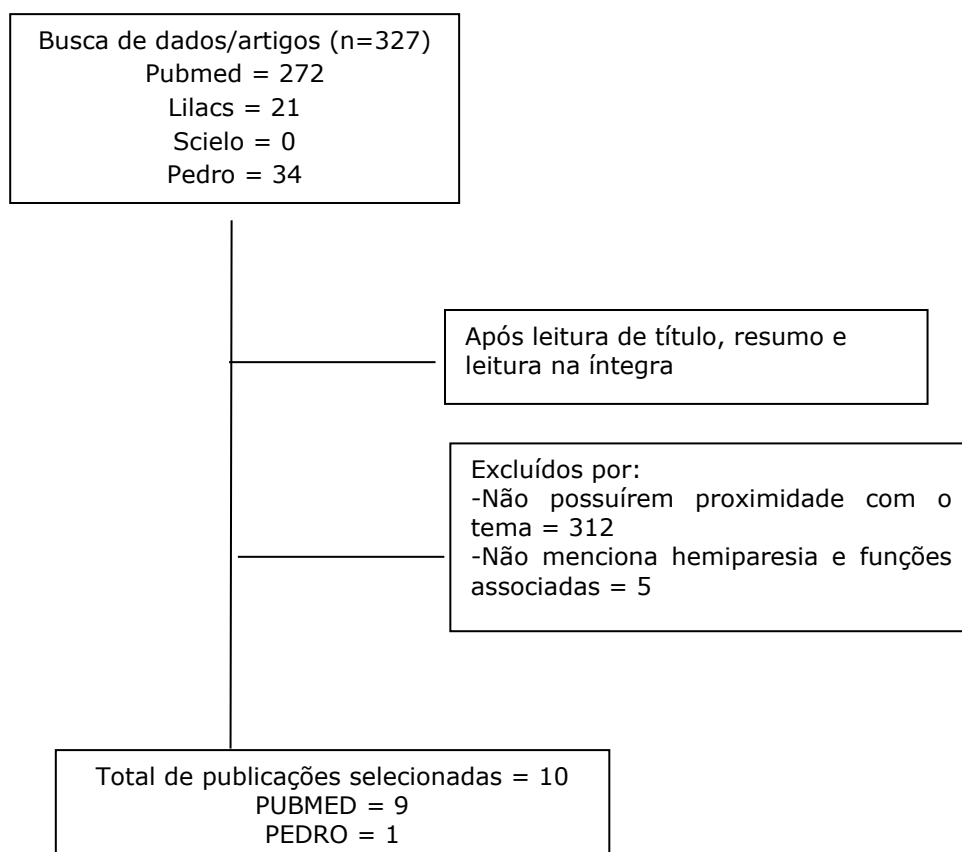 Busca de dados/artigos (n=327)
Pubmed = 272
Lilacs = 21
Scielo = 0
Pedro = 34
Após leitura de título, resumo e
leitura na íntegra
Excluídos por:
-Não possuírem proximidade com o
tema = 312
-Não menciona hemiparesia e funções
associadas = 5
Total de publicações selecionadas = 10
PUBMED = 9
PEDRO = 1